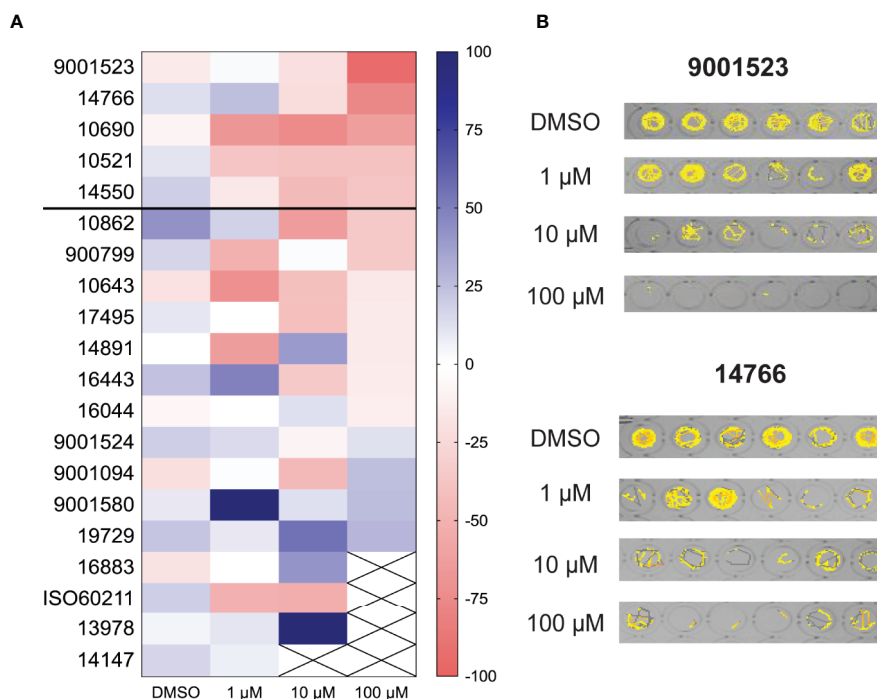 A
9001523
14766
10690
10521
14550
10862
900799
10643
17495
14891
16443
16044
9001524
9001094
9001580
19729
16883
ISO60211
13978
14147
DMSO 1 µM 10 µM 100 µM
100
75
50
25
0
-25
-50
-75
-100
B
9001523
DMSO
1 µM
10 µM
100 µM
14766
DMSO
1 µM
10 µM
100 µM